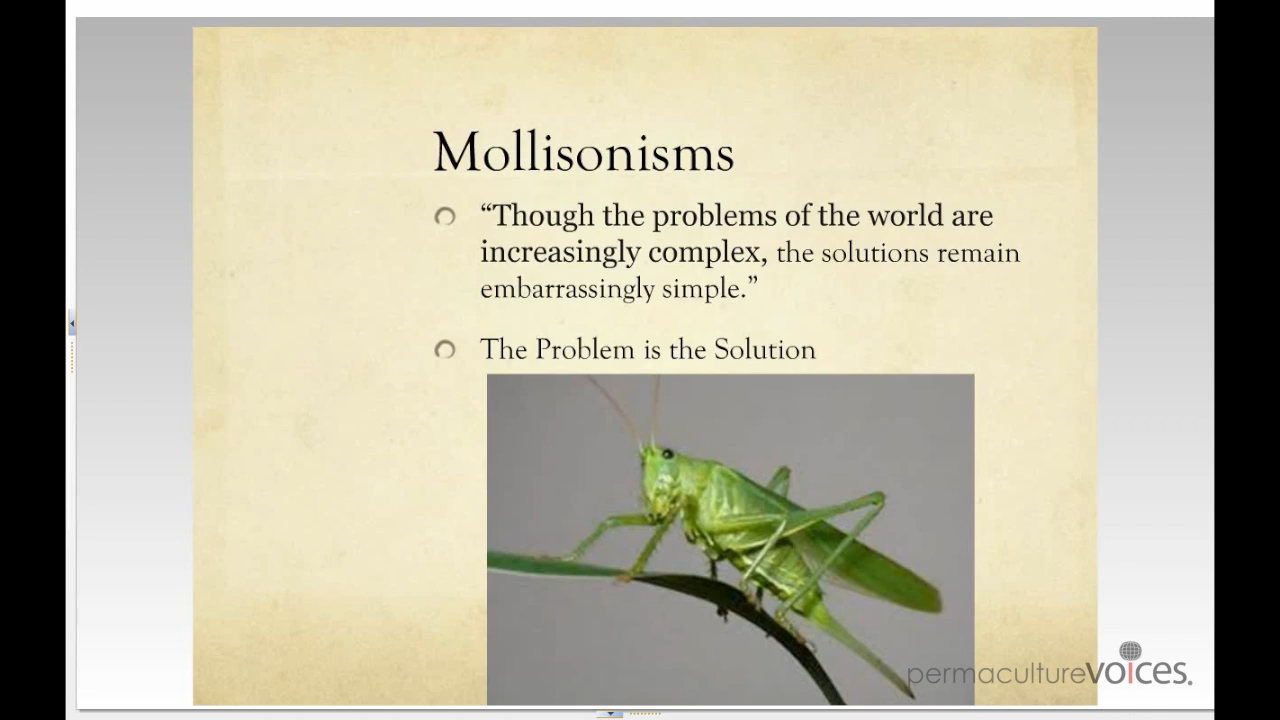 Mollisonisms
“Though the problems of the world are
increasingly complex, the solutions remain
embarrassingly simple.”
The Problem is the Solution
permacultureVOICES.